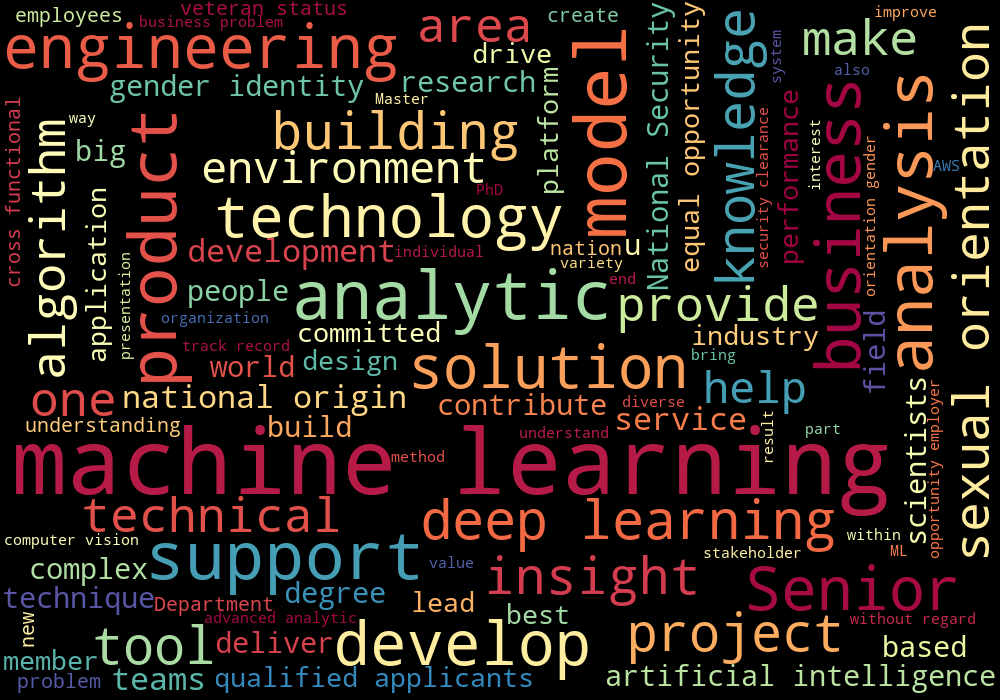 employees
veteran status
business problem
create
improve
engineering
area
drive
make
gender identity
research
Master
also
system
model
National Security
equal opportunity
knowledge
platform
way
big
building
environment
PhD
technology
product
algorithm
cross functional
application
presentation
development
individual
nation
u
variety
end
security clearance
performance
interest
business
orientation gender
analysis
AWS
sexual orientation
people
analytic
provide
organization
committed
industry
track record
world
design
solution
bring
field
help
one
national origin
contribute
diverse
service
understanding
build
understand
result
part
scientists
opportunity employer
machine learning
method
technical
deep learning
computer vision
within
ML
stakeholder
support
complex
value
insight
Senior
technique
Department
degree
lead
best
advanced analytic
without regard
new
tool
deliver
develop
project
based
member
problem
teams
qualified applicants
artificial intelligence